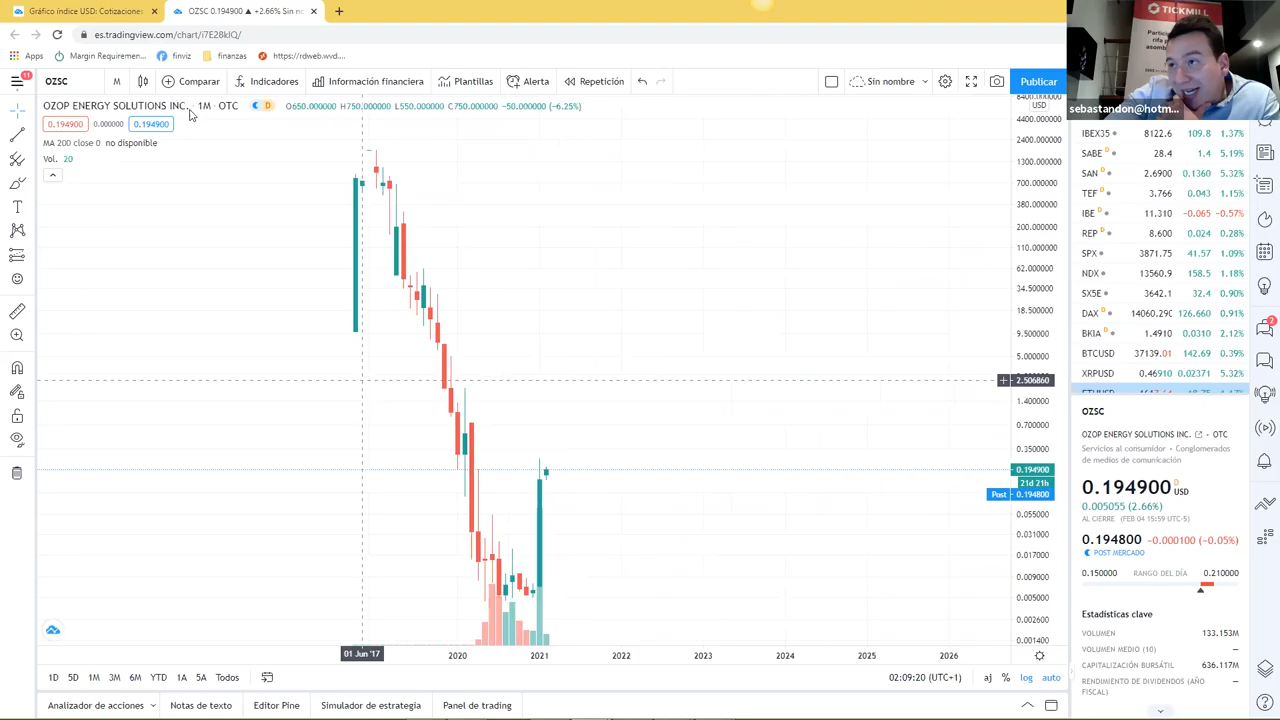 Gráfico índice USD: Cotizaciones
OZSC 0.194900 ▲ +2.66% Sin no
es.tradingview.com/chart/i7E28kIQ/
Apps
Margin Requiremen...
finviz
finanzas
https://rdweb.wvd....
TICKMILL
Partici
rifa p
asomb
sebastandon@hotm...
11
OZSC
M
Comparar
Indicadores
Información financiera
Plantillas
Alerta
Repetición
Sin nombre
Publicar
OZOP ENERGY SOLUTIONS INC. · 1M · OTC
D
O650.000000 H750.000000 L550.000000 C750.000000 −50.000000 (−6.25%)
0.194900
0.000000
0.194900
MA 200 close 0 no disponible
Vol. 20
USD
4400.000000
2400.000000
1300.000000
700.000000
380.000000
200.000000
110.000000
62.000000
34.500000
18.500000
9.500000
5.000000
2.506860
1.400000
0.700000
0.350000
0.194900
21d 21h
Post
0.194800
0.055000
0.031000
0.017000
0.009000
0.005000
0.002600
0.001400
01 Jun '17
2020
2021
2022
2023
2024
2025
2026
1D
5D
1M
3M
6M
YTD
1A
5A
Todos
02:09:20 (UTC+1)
aj
%
log
auto
Analizador de acciones
Notas de texto
Editor Pine
Simulador de estrategia
Panel de trading
IBEX35 8122.6 109.8 1.37%
SABE D 28.4 1.4 5.19%
SAN D 2.6900 0.1360 5.32%
TEF D 3.766 0.043 1.15%
IBE D 11.310 −0.065 −0.57%
REP D 8.600 0.024 0.28%
SPX 3871.75 41.57 1.09%
NDX 13560.9 158.5 1.18%
SX5E 3642.1 32.4 0.90%
DAX D 14060.290 126.660 0.91%
BKIA D 1.4910 0.0310 2.12%
BTCUSD 37139.01 142.69 0.39%
XRPUSD 0.46910 0.02371 5.32%
2
OZSC
OZOP ENERGY SOLUTIONS INC. · OTC
Servicios al consumidor · Conglomerados
de medios de comunicación
0.194900 D
USD
0.005055 (2.66%)
AL CIERRE (FEB 04 15:59 UTC-5)
0.194800 −0.000100 (−0.05%)
POST MERCADO
0.150000 RANGO DEL DÍA 0.210000
Estadísticas clave
VOLUMEN 133.153M
VOLUMEN MEDIO (10) —
CAPITALIZACIÓN BURSÁTIL 636.117M
RENDIMIENTO DE DIVIDENDOS (AÑO —
FISCAL)